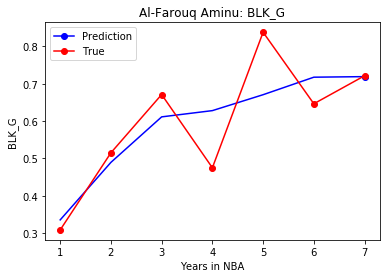 Al-Farouq Aminu: BLK_G
Prediction
True
BLK_G
0.8
0.7
0.6
0.5
0.4
0.3
1 2 3 4 5 6 7
Years in NBA